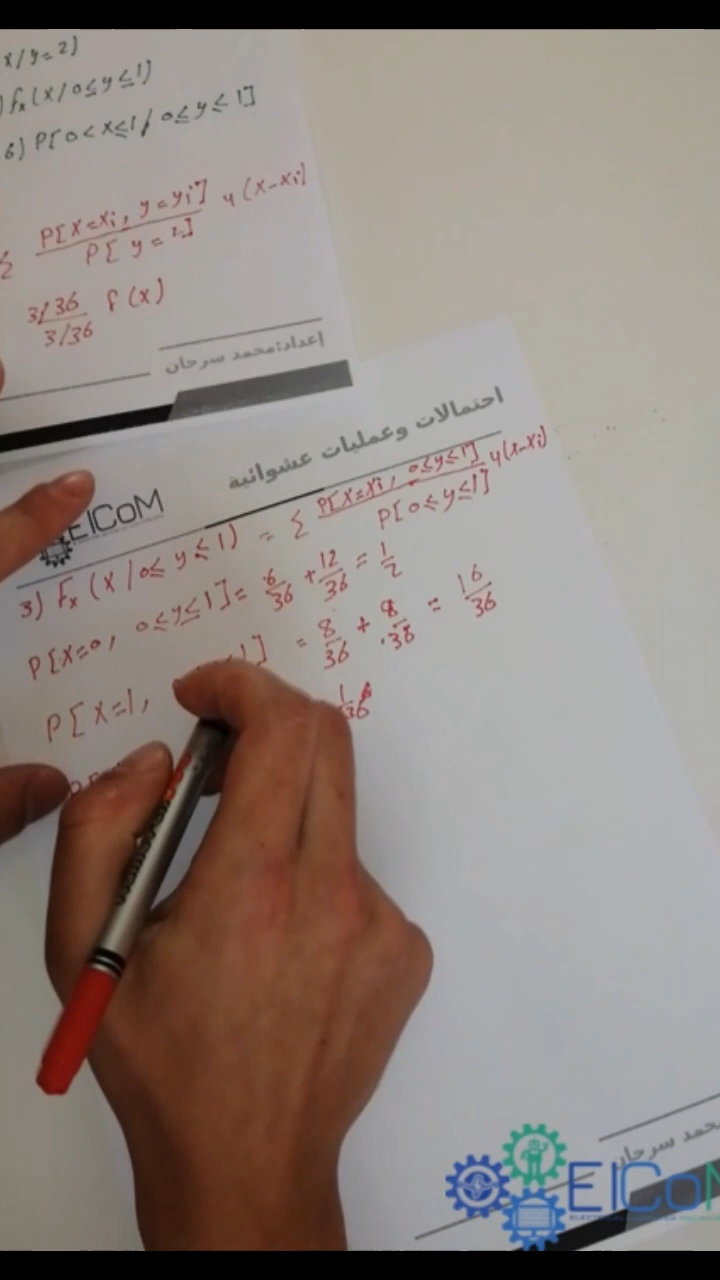 x/y=2)
fx(x/0≤y≤1)
6) P[0<x≤1/0≤y≤1]
Σ P[X=xi, y=yi] / P[y=2] u(x-xi)
3/36 / 3/36 f(x)
إعداد:محمد سرحان
احتمالات وعمليات عشوائية
EICoM
3) Fx(x/0≤y≤1) = Σ P[X=xi, 0≤y≤1] / P[0≤y≤1] u(x-xi)
P[X=0, 0≤y≤1] = 6/36 + 12/36 = 1/2
P[X=1, 1] = 8/36 + 8/36 = 16/36
1/36
محمد سرحان
EICoM